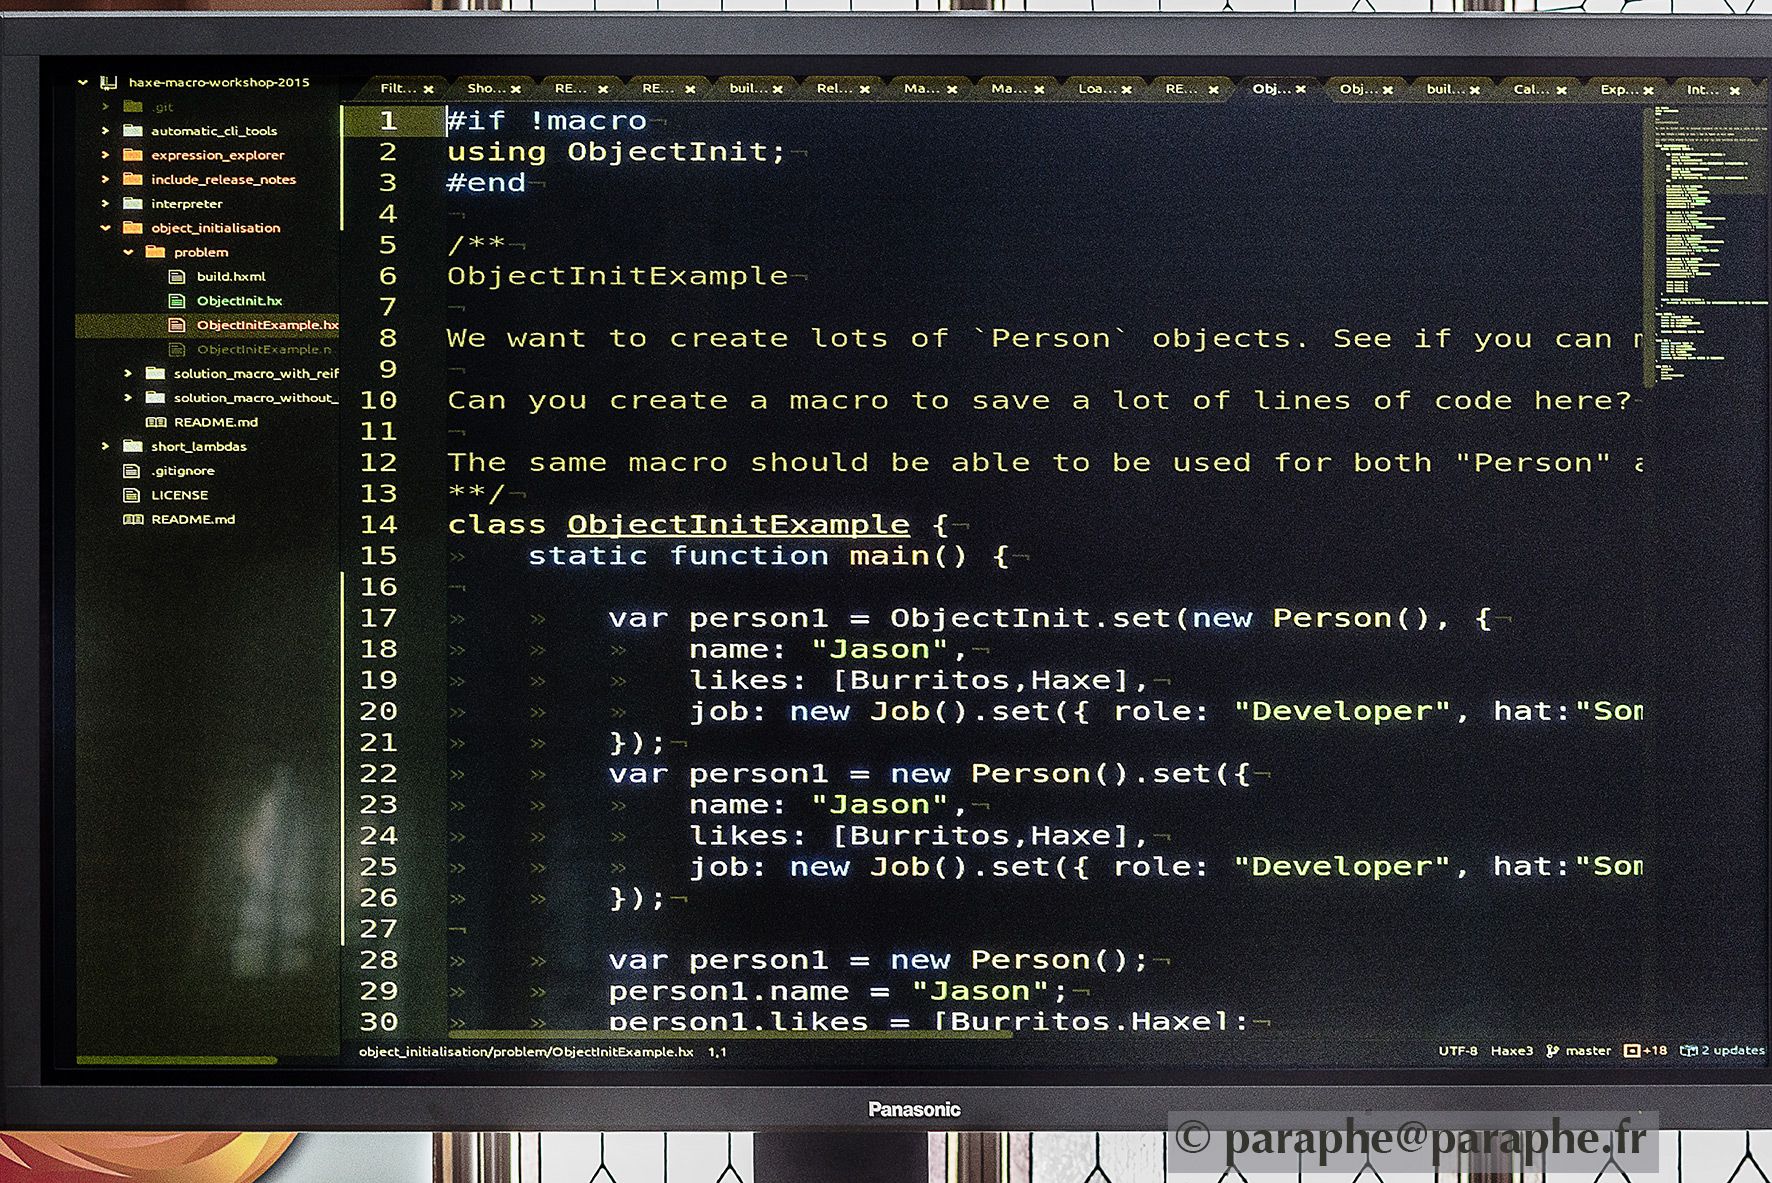 haxe-macro-workshop-2015
.git
automatic_cli_tools
expression_explorer
include_release_notes
interpreter
object_initialisation
problem
build.hxml
ObjectInit.hx
ObjectInitExample.hx
ObjectInitExample.n
solution_macro_with_reif
solution_macro_without_
README.md
short_lambdas
.gitignore
LICENSE
README.md
Filt... × Sho... × RE... × RE... × buil... × Rel... × Ma... × Ma... × Loa... × RE... × Obj... × Obj... × buil... × Cal... × Exp... × Int... ×
1 #if !macro
2 using ObjectInit;
3 #end
4
5 /**
6 ObjectInitExample
7
8 We want to create lots of `Person` objects. See if you can
9
10 Can you create a macro to save a lot of lines of code here?
11
12 The same macro should be able to be used for both "Person"
13 **/
14 class ObjectInitExample {
15 static function main() {
16
17 var person1 = ObjectInit.set(new Person(), {
18 name: "Jason",
19 likes: [Burritos,Haxe],
20 job: new Job().set({ role: "Developer", hat:"Som
21 });
22 var person1 = new Person().set({
23 name: "Jason",
24 likes: [Burritos,Haxe],
25 job: new Job().set({ role: "Developer", hat:"Som
26 });
27
28 var person1 = new Person();
29 person1.name = "Jason";
30 person1.likes = [Burritos,Haxe];
object_initialisation/problem/ObjectInitExample.hx 1,1
UTF-8 Haxe3 master +18 2 updates
Panasonic
© paraphe@paraphe.fr